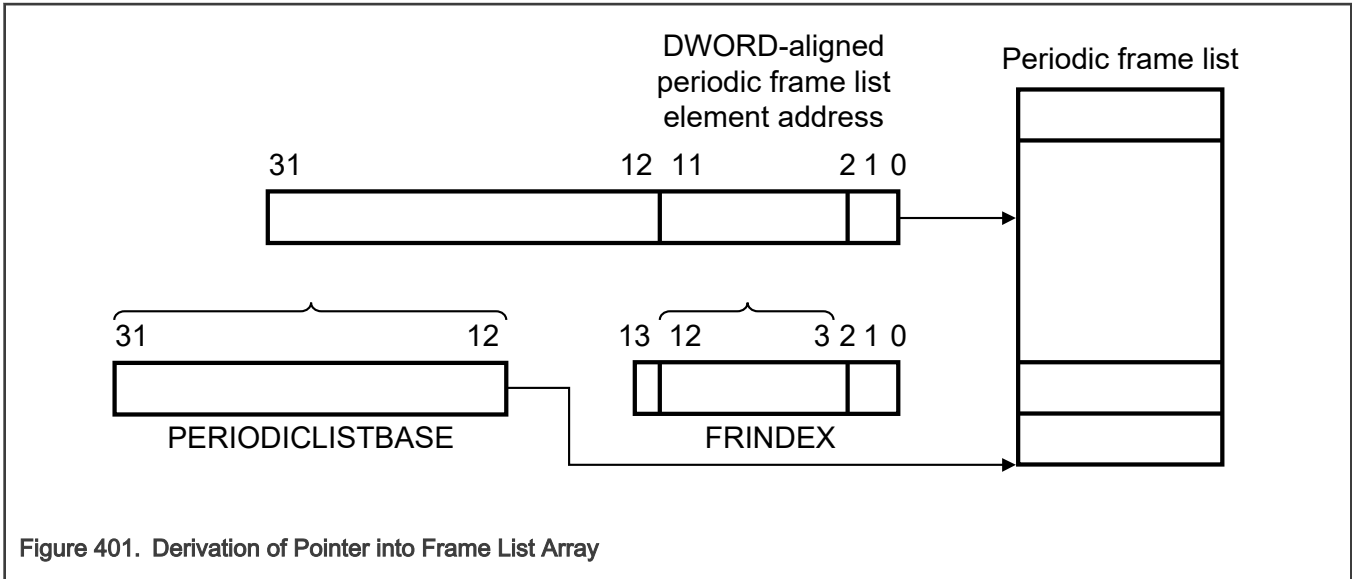 DWORD-aligned
periodic frame list
element address
Periodic frame list
31 12 11 2 1 0
31 12 13 12 3 2 1 0
PERIODICLISTBASE FRINDEX
Figure 401. Derivation of Pointer into Frame List Array